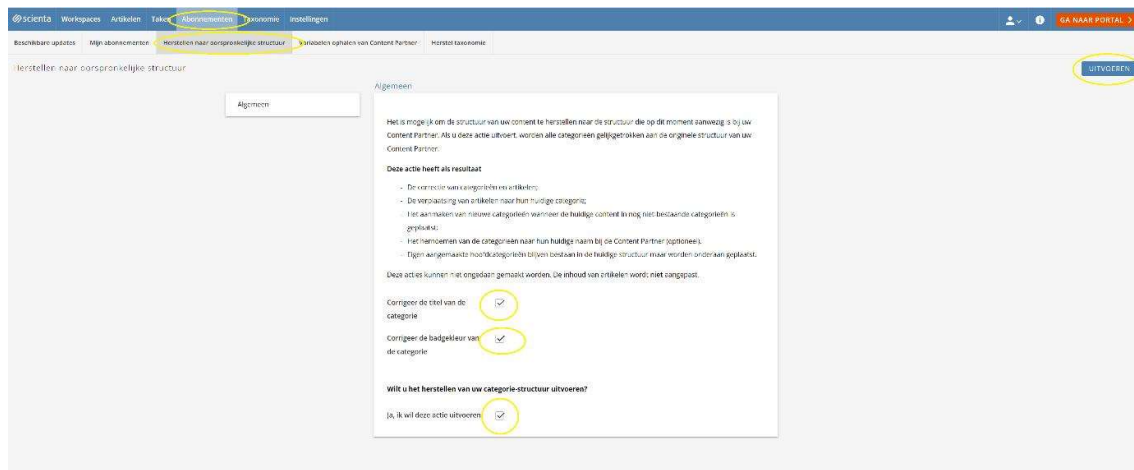 scienta Workspaces Artikelen Taken Abonnementen Taxonomie Instellingen GA NAAR PORTAL
Beschikbare updates Mijn abonnementen Herstellen naar oorspronkelijke structuur Variabelen ophalen van Content Partner Herstel taxonomie
Herstellen naar oorspronkelijke structuur UITVOEREN
Algemeen
Algemeen
Het is mogelijk om de structuur van uw content te herstellen naar de structuur die op dit moment aanwezig is bij uw
Content Partner. Als u deze actie uitvoert, worden alle categorieën gelijkgetrokken aan de originele structuur van uw
Content Partner.
Deze actie heeft als resultaat
- De correctie van categorieën en artikelen;
- De verplaatsing van artikelen naar hun huidige categorie;
- Het aanmaken van nieuwe categorieën wanneer de huidige content in nog niet bestaande categorieën is
geplaatst;
- Het hernoemen van de categorieën naar hun huidige naam bij de Content Partner (optioneel).
- Eigen aangemaakte hoofdcategorieën blijven bestaan in de huidige structuur maar worden onderaan geplaatst.
Deze acties kunnen niet ongedaan gemaakt worden. De inhoud van artikelen wordt niet aangepast.
Corrigeer de titel van de
categorie
Corrigeer de badgekleur van
de categorie
Wilt u het herstellen van uw categorie-structuur uitvoeren?
Ja, ik wil deze actie uitvoeren